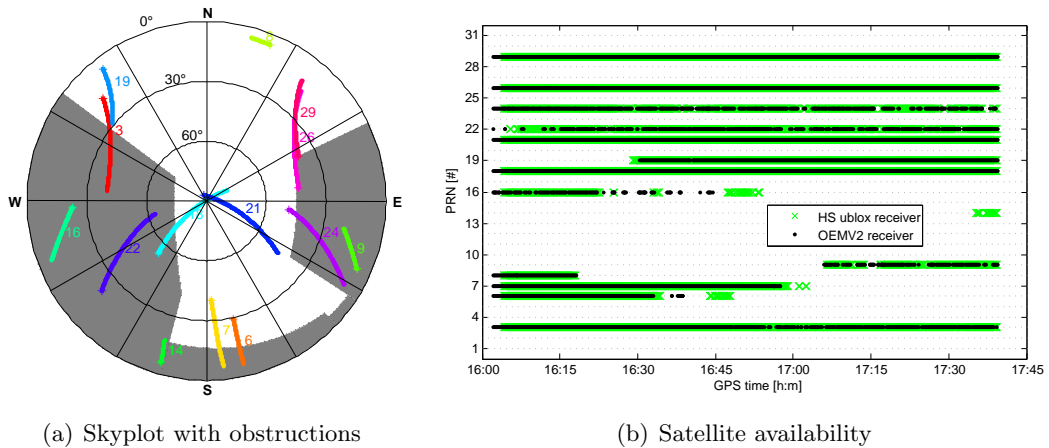 N
0°
30°
60°
W
E
S
8
19
3
29
26
18
21
16
22
24
9
7
6
14
31
28
25
22
19
16
13
10
7
4
1
PRN [#]
HS ublox receiver
OEMV2 receiver
16:00 16:15 16:30 16:45 17:00 17:15 17:30 17:45
GPS time [h:m]
(a) Skyplot with obstructions
(b) Satellite availability